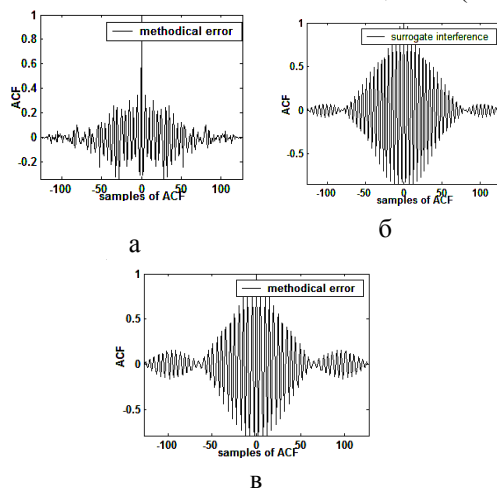 methodical error
1
0.8
0.6
0.4
0.2
0
-0.2
ACF
-100 -50 0 50 100
samples of ACF
а
surrogate interference
0.5
0
-0.5
ACF
-100 -50 0 50 100
samples of ACF
б
methodical error
1
0.5
0
-0.5
ACF
-100 -50 0 50 100
samples of ACF
в